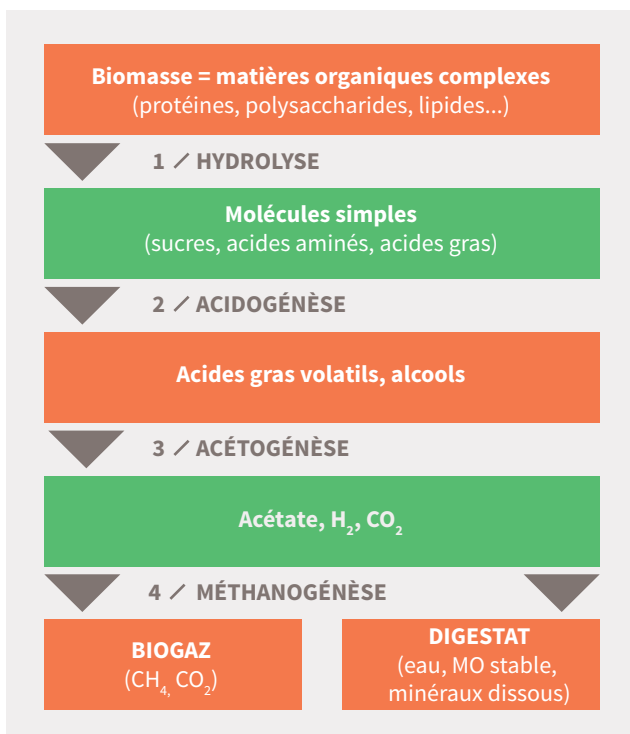 Biomasse = matières organiques complexes
(protéines, polysaccharides, lipides...)
1 / HYDROLYSE
Molécules simples
(sucres, acides aminés, acides gras)
2 / ACIDOGÉNÈSE
Acides gras volatils, alcools
3 / ACÉTOGÉNÈSE
Acétate, H₂, CO₂
4 / MÉTHANOGÉNÈSE
BIOGAZ
(CH₄, CO₂)
DIGESTAT
(eau, MO stable,
minéraux dissous)